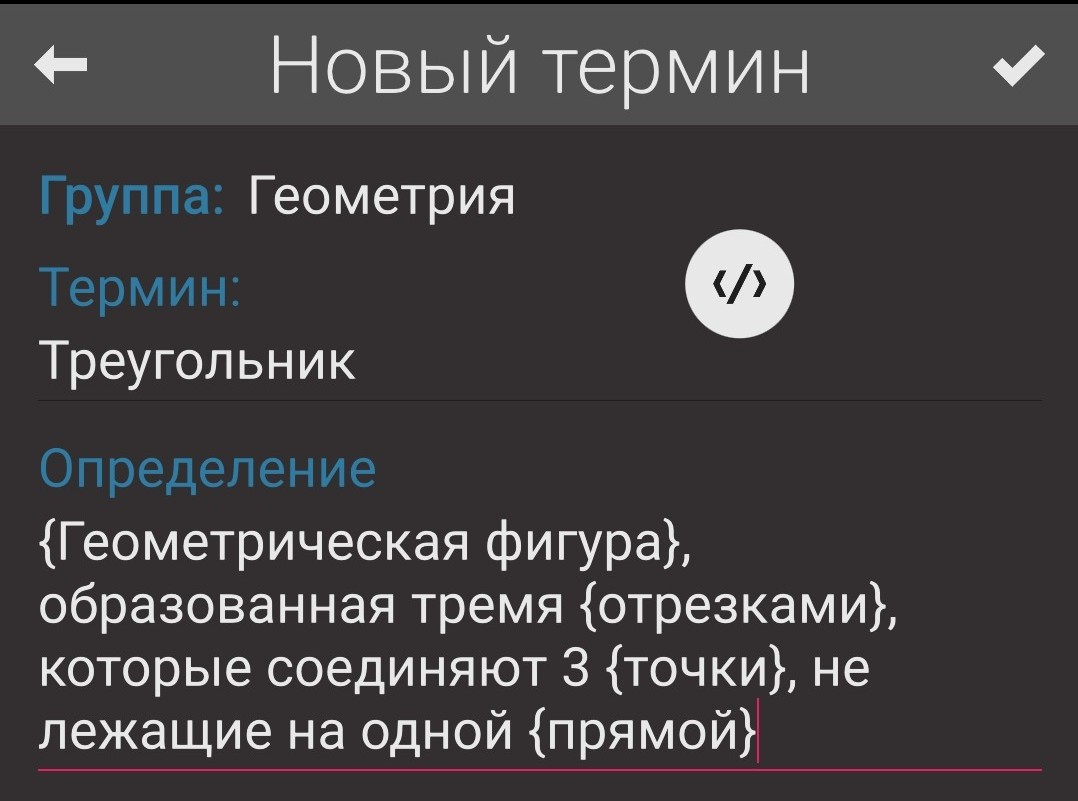 Новый термин
Группа: Геометрия
Термин:
</>
Треугольник
Определение
{Геометрическая фигура},
образованная тремя {отрезками},
которые соединяют 3 {точки}, не
лежащие на одной {прямой}